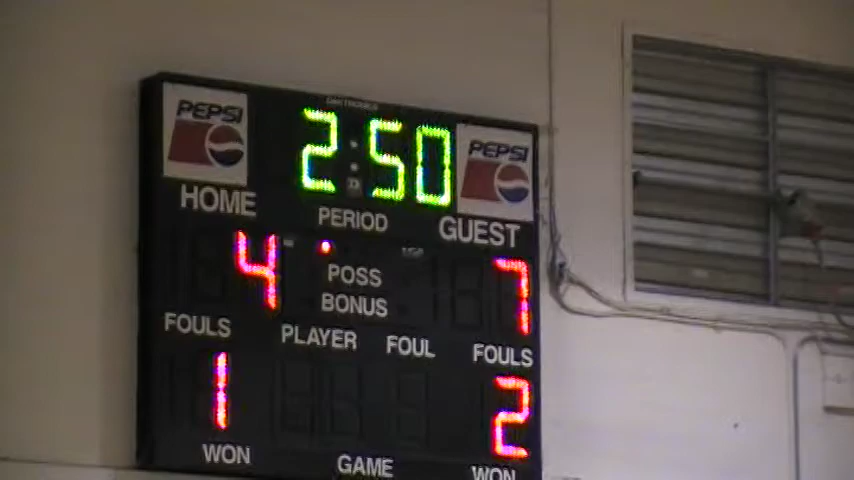 PEPSI 2:50 PEPSI
HOME PERIOD GUEST
4 POSS 7
BONUS
FOULS PLAYER FOUL FOULS
1 2
WON GAME WON